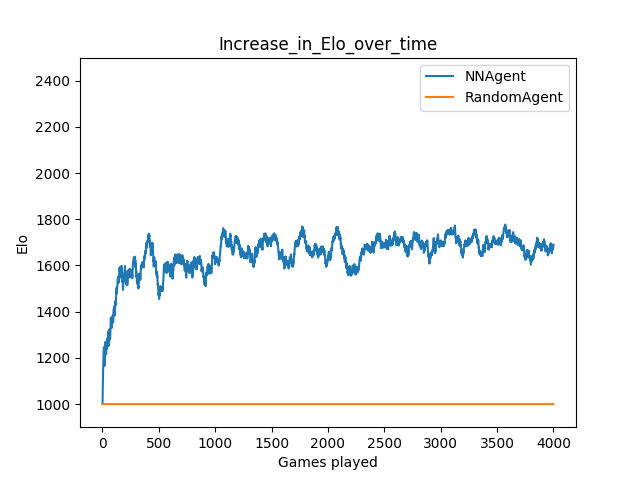 Increase_in_Elo_over_time
NNAgent
RandomAgent
2400
2200
2000
1800
1600
1400
1200
1000
Elo
0 500 1000 1500 2000 2500 3000 3500 4000
Games played